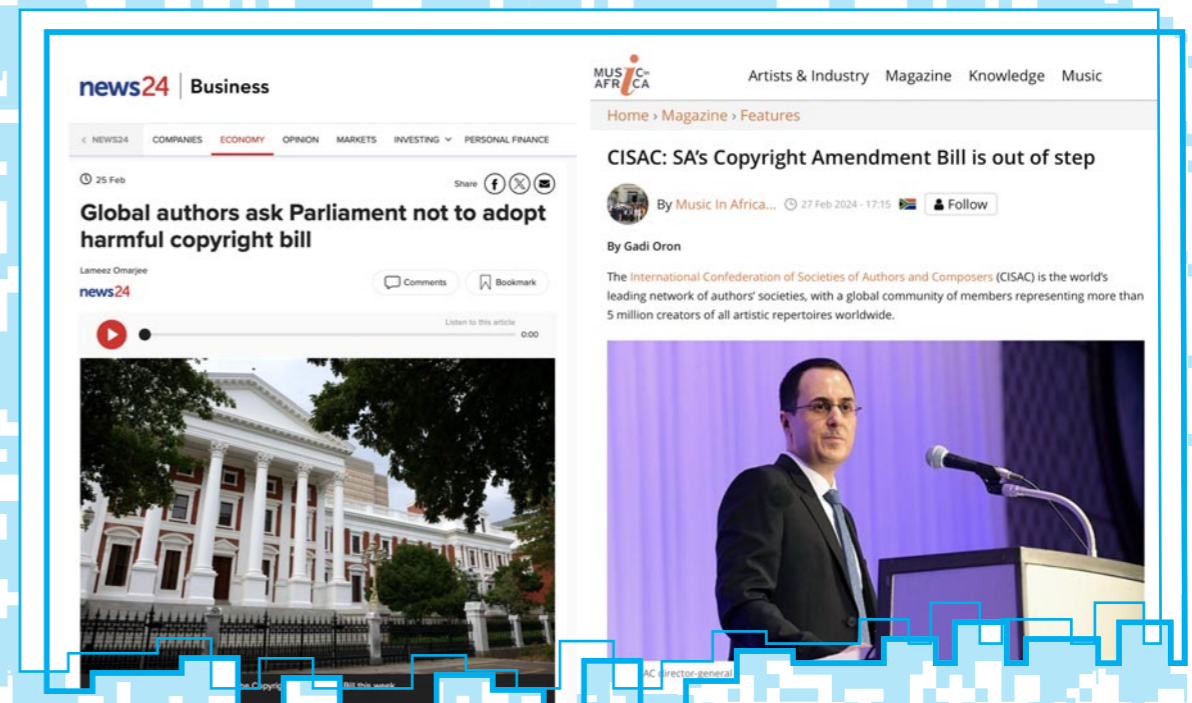 news24 | Business
‹ NEWS24 COMPANIES ECONOMY OPINION MARKETS INVESTING PERSONAL FINANCE
25 Feb
Share
Global authors ask Parliament not to adopt
harmful copyright bill
Lameez Omarjee
news24
Comments
Bookmark
Listen to this article
0:00
Bill this week
MUSIC IN
AFRICA
Artists & Industry Magazine Knowledge Music
Home › Magazine › Features
CISAC: SA's Copyright Amendment Bill is out of step
By Music In Africa... 27 Feb 2024 - 17:15 Follow
By Gadi Oron
The International Confederation of Societies of Authors and Composers (CISAC) is the world's
leading network of authors' societies, with a global community of members representing more than
5 million creators of all artistic repertoires worldwide.
director-general